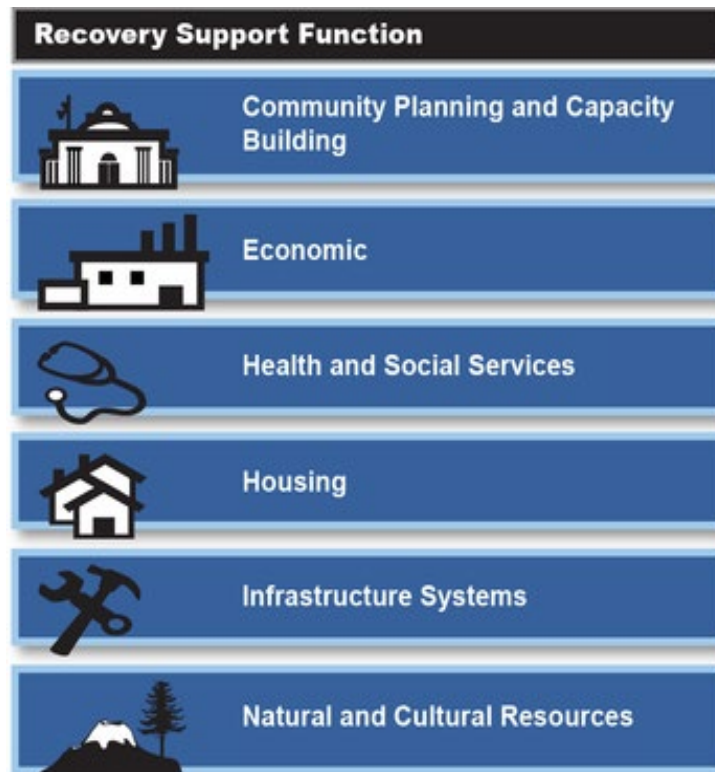 Recovery Support Function
Community Planning and Capacity
Building
Economic
Health and Social Services
Housing
Infrastructure Systems
Natural and Cultural Resources